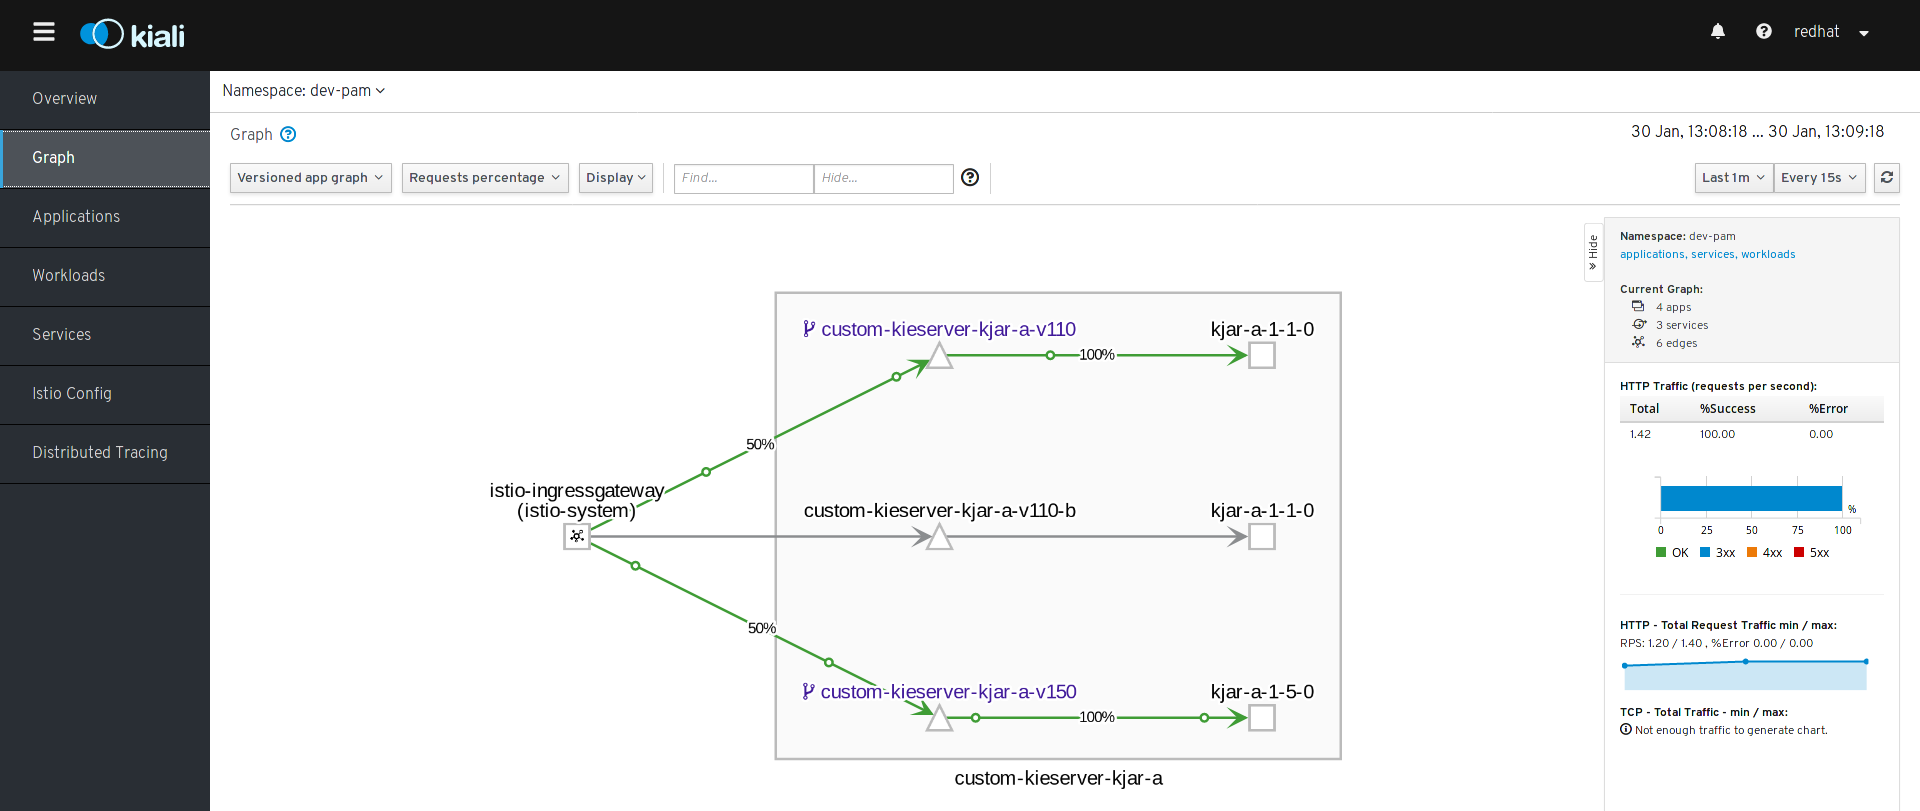 kiali
redhat
Overview
Graph
Applications
Workloads
Services
Istio Config
Distributed Tracing
Namespace: dev-pam
Graph
30 Jan, 13:08:18 ... 30 Jan, 13:09:18
Versioned app graph
Requests percentage
Display
Find...
Hide...
Last 1m
Every 15s
custom-kieserver-kjar-a-v110
kjar-a-1-1-0
100%
50%
istio-ingressgateway
(istio-system)
custom-kieserver-kjar-a-v110-b
kjar-a-1-1-0
50%
custom-kieserver-kjar-a-v150
kjar-a-1-5-0
100%
custom-kieserver-kjar-a
» Hide
Namespace: dev-pam
applications, services, workloads
Current Graph:
4 apps
3 services
6 edges
HTTP Traffic (requests per second):
Total %Success %Error
1.42 100.00 0.00
%
0 25 50 75 100
OK 3xx 4xx 5xx
HTTP - Total Request Traffic min / max:
RPS: 1.20 / 1.40 , %Error 0.00 / 0.00
TCP - Total Traffic - min / max:
Not enough traffic to generate chart.